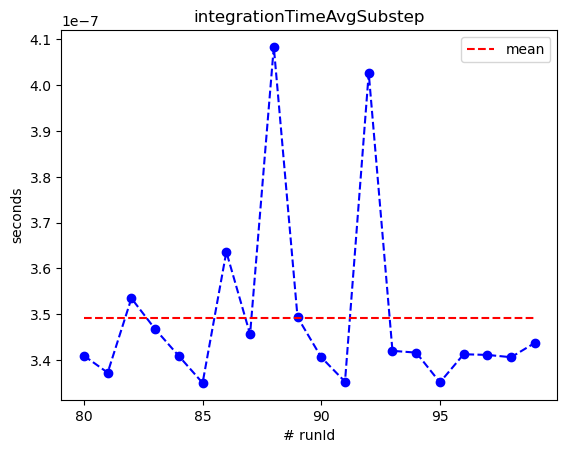 integrationTimeAvgSubstep
1e−7
4.1
4.0
3.9
3.8
3.7
3.6
3.5
3.4
seconds
mean
80 85 90 95
# runId